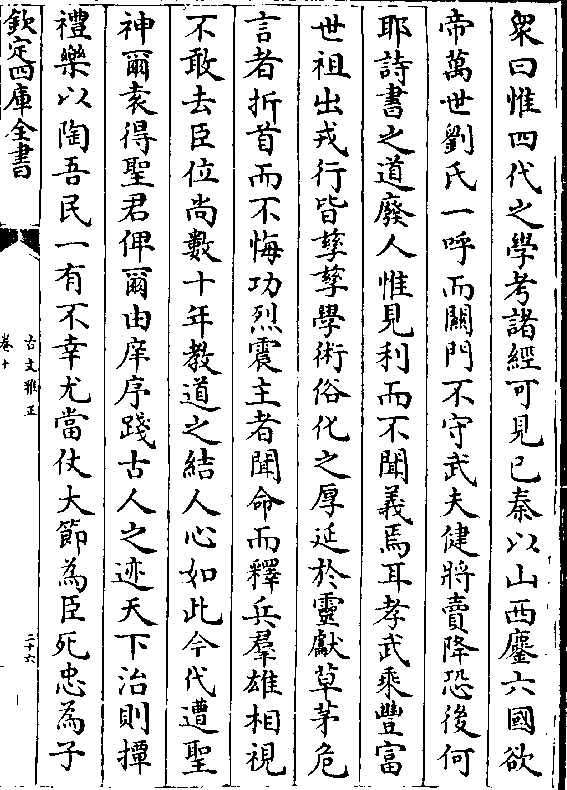 衆曰惟四代之學考諸經可見已秦以山西鏖六國欲
帝萬世劉氏一呼而關門不守武夫健將賣降恐後何
耶詩書之道廢人惟見利而不聞義焉耳孝武乘豐富
世祖出戎行皆孳孳學術俗化之厚延於靈獻草茅危
言者折首而不悔功烈震主者聞命而釋兵羣雄相視
不敢去臣位尚數十年教道之結人心如此今代遭聖
神爾袁得聖君俾爾由庠序踐古人之迹天下治則撢
禮樂以陶吾民一有不幸尤當仗大節為臣死忠為子
欽定四庫全書
古文雅正
卷十
二十六